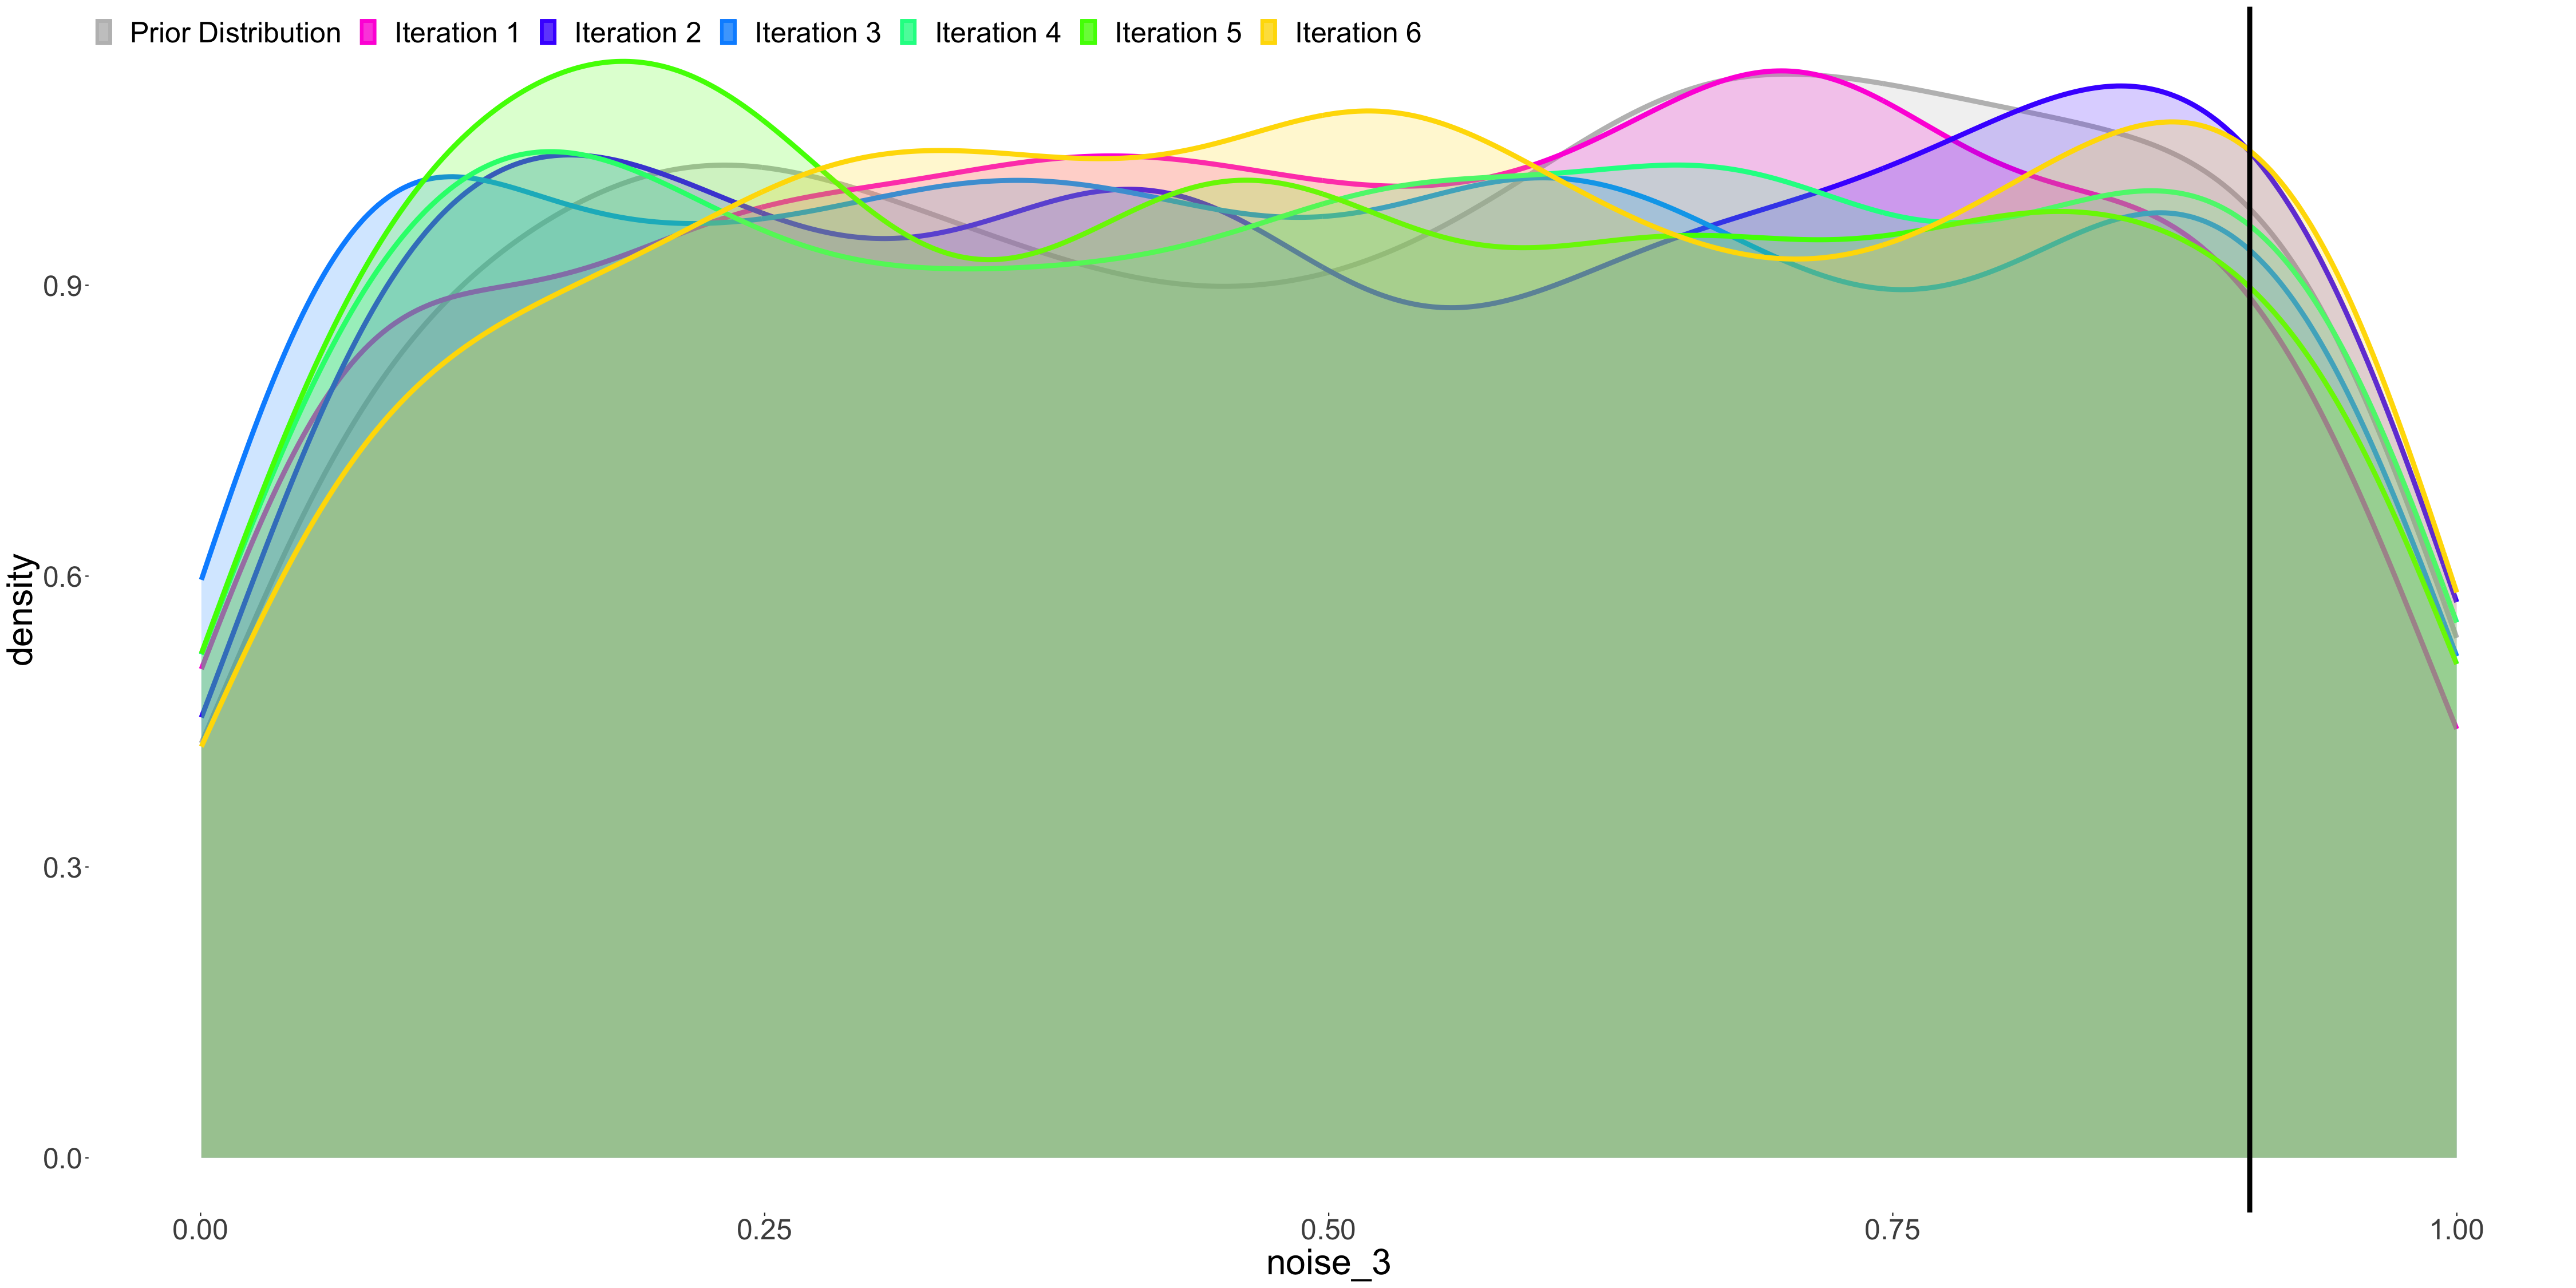 Prior Distribution Iteration 1 Iteration 2 Iteration 3 Iteration 4 Iteration 5 Iteration 6
density
0.9
0.6
0.3
0.0
0.00 0.25 0.50 0.75 1.00
noise_3